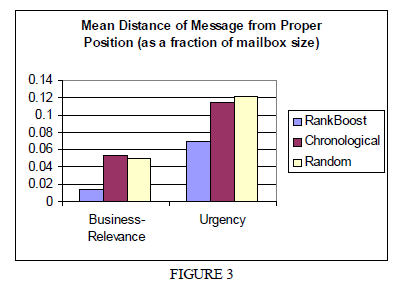 Mean Distance of Message from Proper
Position (as a fraction of mailbox size)
0.14
0.12
0.1
0.08
0.06
0.04
0.02
0
Business-
Relevance
Urgency
RankBoost
Chronological
Random
FIGURE 3